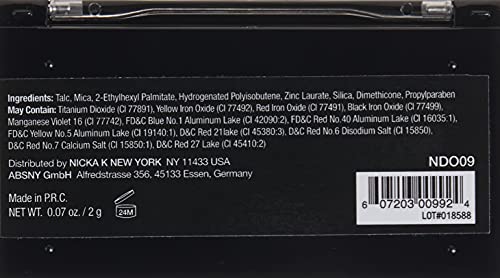 Ingredients: Talc, Mica, 2-Ethylhexyl Palmitate, Hydrogenated Polyisobutene, Zinc Laurate, Silica, Dimethicone, Propylparaben
May Contain: Titanium Dioxide (CI 77891), Yellow Iron Oxide (CI 77492), Red Iron Oxide (CI 77491), Black Iron Oxide (CI 77499),
Manganese Violet 16 (CI 77742), FD&C Blue No.1 Aluminum Lake (CI 42090:2), FD&C Red No.40 Aluminum Lake (CI 16035:1),
FD&C Yellow No.5 Aluminum Lake (CI 19140:1), D&C Red 21lake (CI 45380:3), D&C Red No.6 Disodium Salt (CI 15850),
D&C Red No.7 Calcium Salt (CI 15850:1), D&C Red 27 Lake (CI 45410:2)
Distributed by NICKA K NEW YORK NY 11433 USA
ABSNY GmbH Alfredstrasse 356, 45133 Essen, Germany
NDO09
Made in P.R.C.
NET WT. 0.07 oz./ 2 g
24M
6 07203 00992 4
LOT#018588